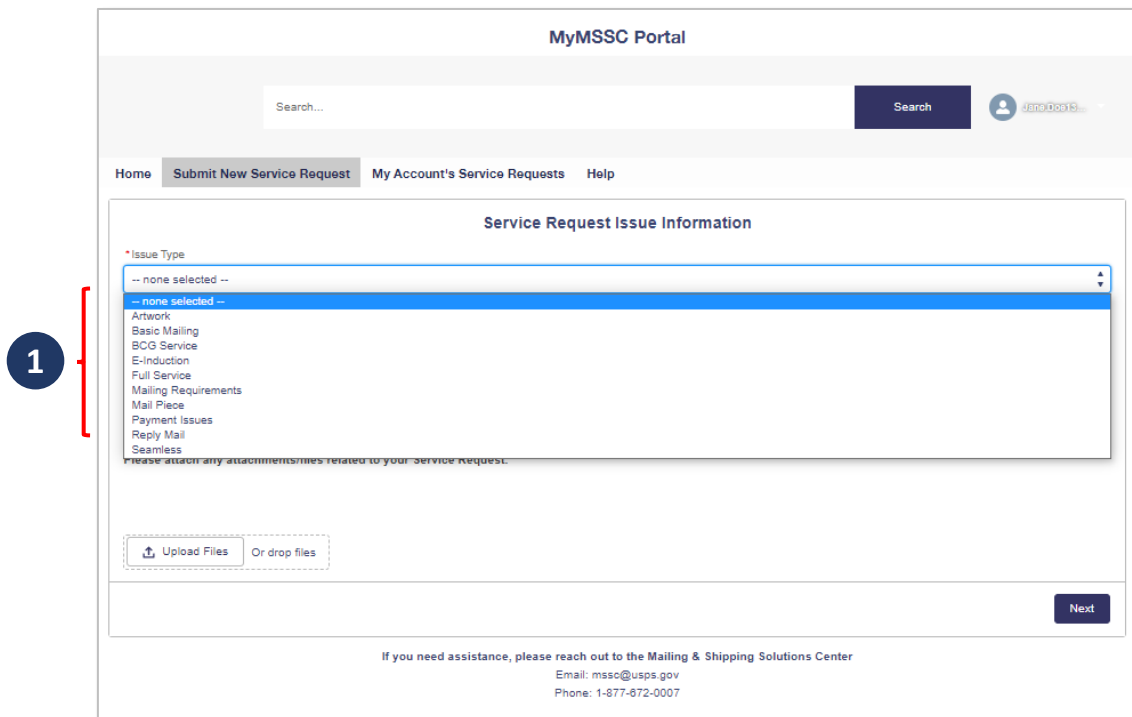 MyMSSC Portal
Search...
Search
Home Submit New Service Request My Account's Service Requests Help
Service Request Issue Information
*Issue Type
-- none selected --
-- none selected --
Artwork
Basic Mailing
BCG Service
E-Induction
Full Service
Mailing Requirements
Mail Piece
Payment Issues
Reply Mail
Seamless
1
Please attach any attachments/files related to your Service Request.
Upload Files Or drop files
Next
If you need assistance, please reach out to the Mailing & Shipping Solutions Center
Email: mssc@usps.gov
Phone: 1-877-672-0007